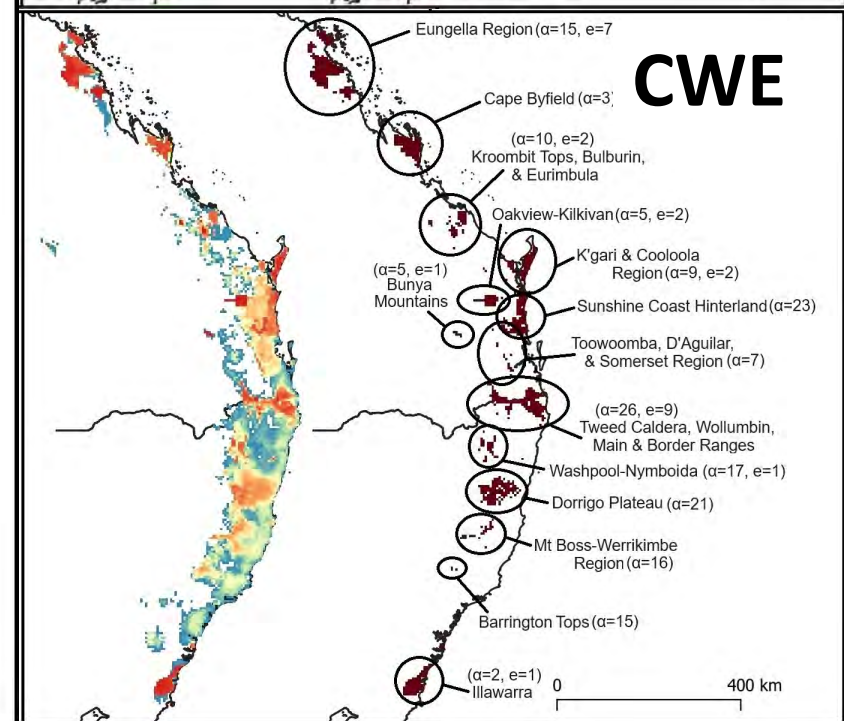 Eungella Region (α=15, e=7
CWE
Cape Byfield (α=3)
(α=10, e=2)
Kroombit Tops, Bulburin,
& Eurimbula
Oakview-Kilkivan (α=5, e=2)
K'gari & Cooloola
Region (α=9, e=2)
(α=5, e=1)
Bunya
Mountains
Sunshine Coast Hinterland (α=23)
Toowoomba, D'Aguilar,
& Somerset Region (α=7)
(α=26, e=9)
Tweed Caldera, Wollumbin,
Main & Border Ranges
Washpool-Nymboida (α=17, e=1)
Dorrigo Plateau (α=21)
Mt Boss-Werrikimbe
Region (α=16)
Barrington Tops (α=15)
(α=2, e=1)
Illawarra
0 400 km